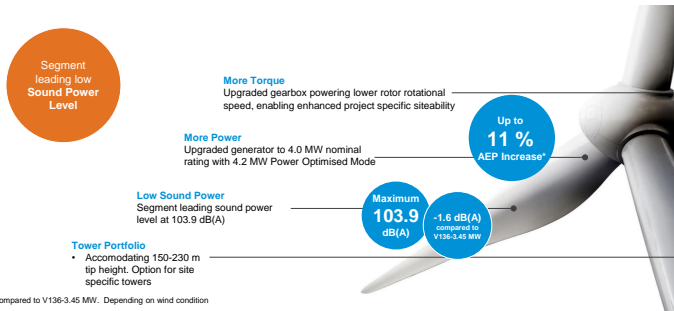 Segment
leading low
Sound Power
Level
More Torque
Upgraded gearbox powering lower rotor rotational
speed, enabling enhanced project specific siteability
Up to
11 %
AEP Increase*
More Power
Upgraded generator to 4.0 MW nominal
rating with 4.2 MW Power Optimised Mode
Low Sound Power
Segment leading sound power
level at 103.9 dB(A)
Maximum
103.9
dB(A)
-1.6 dB(A)
compared to
V136-3.45 MW
Tower Portfolio
• Accomodating 150-230 m
tip height. Option for site
specific towers
ompared to V136-3.45 MW. Depending on wind condition